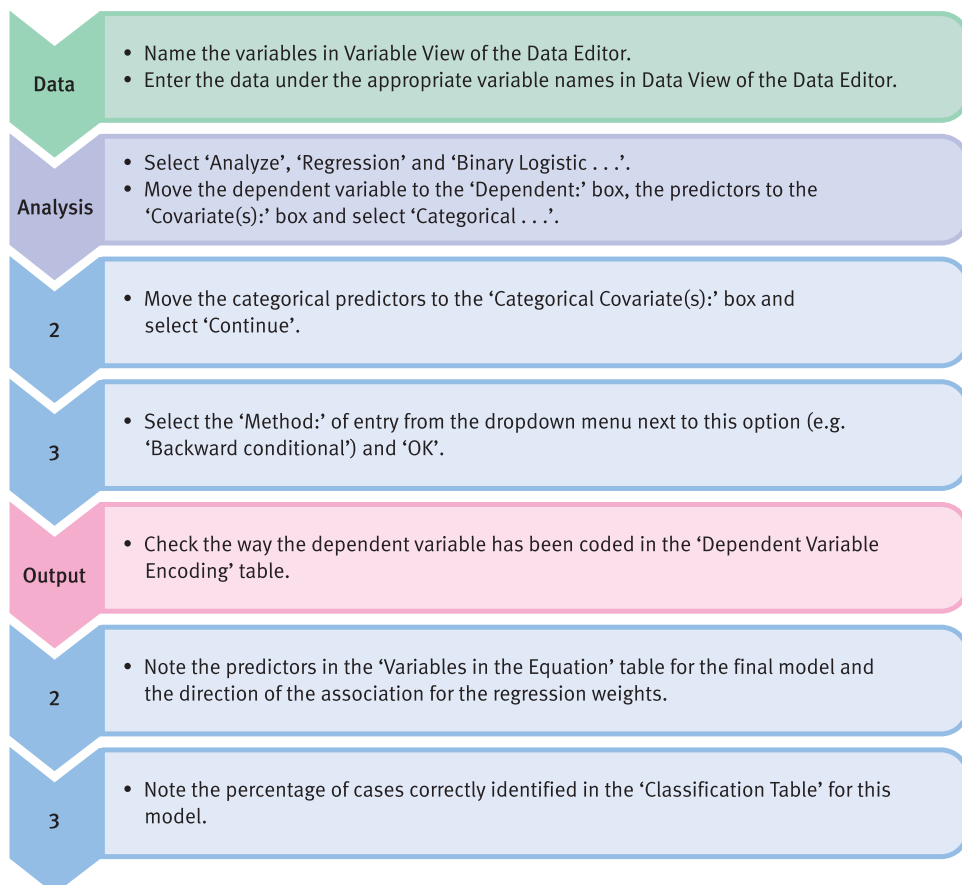 Data
• Name the variables in Variable View of the Data Editor.
• Enter the data under the appropriate variable names in Data View of the Data Editor.
Analysis
• Select ‘Analyze’, ‘Regression’ and ‘Binary Logistic . . .’.
• Move the dependent variable to the ‘Dependent:’ box, the predictors to the
‘Covariate(s):’ box and select ‘Categorical . . .’.
2
• Move the categorical predictors to the ‘Categorical Covariate(s):’ box and
select ‘Continue’.
3
• Select the ‘Method:’ of entry from the dropdown menu next to this option (e.g.
‘Backward conditional’) and ‘OK’.
Output
• Check the way the dependent variable has been coded in the ‘Dependent Variable
Encoding’ table.
2
• Note the predictors in the ‘Variables in the Equation’ table for the final model and
the direction of the association for the regression weights.
3
• Note the percentage of cases correctly identified in the ‘Classification Table’ for this
model.